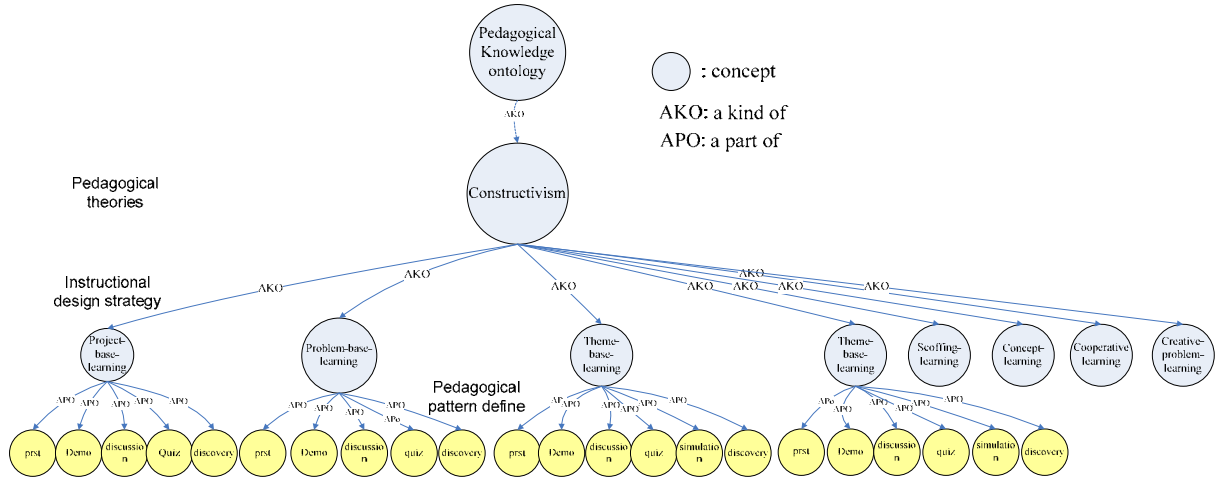 Pedagogical
Knowledge
ontology
: concept
AKO: a kind of
APO: a part of
AKO
Constructivism
Pedagogical
theories
Instructional
design strategy
AKO
AKO
AKO
AKO
AKO
AKO
AKO
AKO
Project-
base-
learning
Problem-base-
learning
Theme-
base-
learning
Theme-
base-
learning
Scoffing-
learning
Concept-
learning
Cooperative
learning
Creative-
problem-
learning
Pedagogical
pattern define
APO
APO
APO
APO
APO
APO
APO
APO
APo
APO
APO
APO
APO
APO
APO
APo
APO
APO
APO
APO
prst
Demo
discussio
n
Quiz
discovery
prst
Demo
discussio
n
quiz
discovery
prst
Demo
discussio
n
quiz
simulatio
n
discovery
prst
Demo
discussio
n
quiz
simulatio
n
discovery